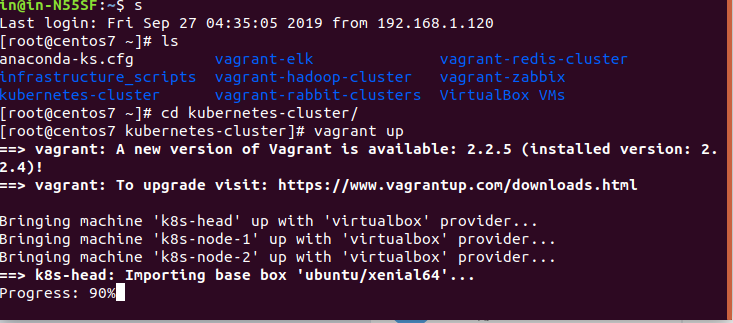 in@in-N55SF:~$ s
Last login: Fri Sep 27 04:35:05 2019 from 192.168.1.120
[root@centos7 ~]# ls
anaconda-ks.cfg vagrant-elk vagrant-redis-cluster
infrastructure_scripts vagrant-hadoop-cluster vagrant-zabbix
kubernetes-cluster vagrant-rabbit-clusters VirtualBox VMs
[root@centos7 ~]# cd kubernetes-cluster/
[root@centos7 kubernetes-cluster]# vagrant up
==> vagrant: A new version of Vagrant is available: 2.2.5 (installed version: 2.
2.4)!
==> vagrant: To upgrade visit: https://www.vagrantup.com/downloads.html
Bringing machine 'k8s-head' up with 'virtualbox' provider...
Bringing machine 'k8s-node-1' up with 'virtualbox' provider...
Bringing machine 'k8s-node-2' up with 'virtualbox' provider...
==> k8s-head: Importing base box 'ubuntu/xenial64'...
Progress: 90%